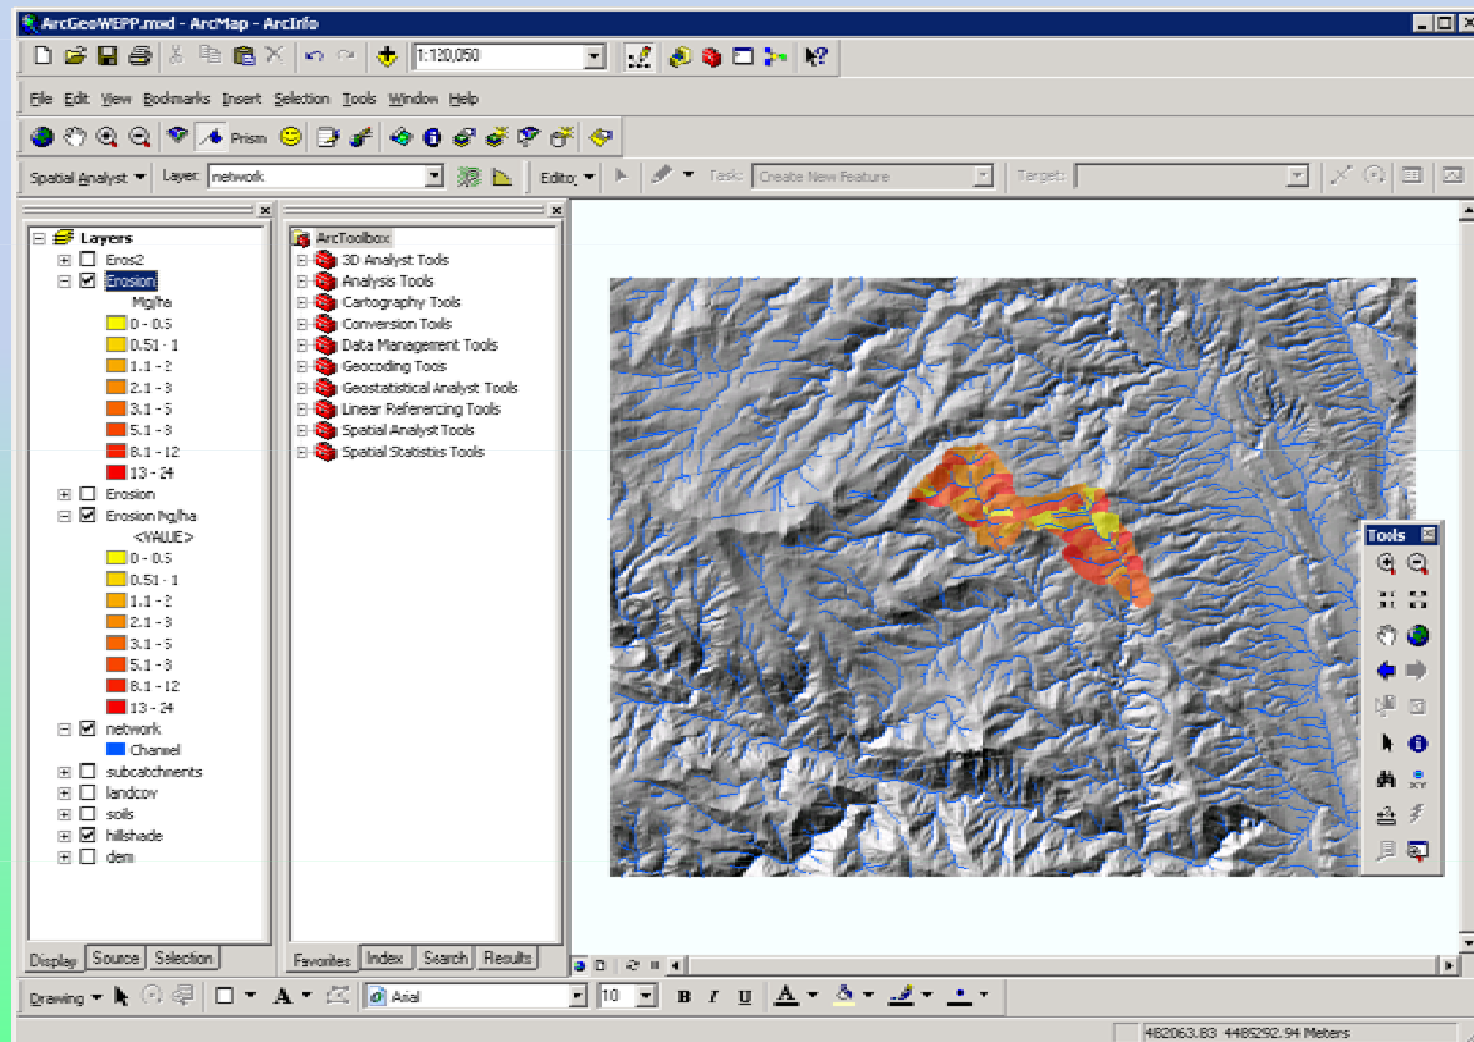 ArcGeoWEPP.mxd - ArcMap - ArcInfo
1:120,050
File Edit View Bookmarks Insert Selection Tools Window Help
Prism
Spatial Analyst Layer: network Editor Task: Create New Feature Target:
Layers
Eros2
Erosion
Mg/ha
0 - 0.5
0.51 - 1
1.1 - 2
2.1 - 3
3.1 - 5
5.1 - 8
8.1 - 12
13 - 24
Erosion
Erosion Mg/ha
<VALUE>
0 - 0.5
0.51 - 1
1.1 - 2
2.1 - 3
3.1 - 5
5.1 - 8
8.1 - 12
13 - 24
network
Channel
subcatchments
landcov
soils
hillshade
dem
Display Source Selection
ArcToolbox
3D Analyst Tools
Analysis Tools
Cartography Tools
Conversion Tools
Data Management Tools
Geocoding Tools
Geostatistical Analyst Tools
Linear Referencing Tools
Spatial Analyst Tools
Spatial Statistics Tools
Favorites Index Search Results
Tools
XY
Drawing A Arial 10 B I U A
482063.83 4485292.94 Meters